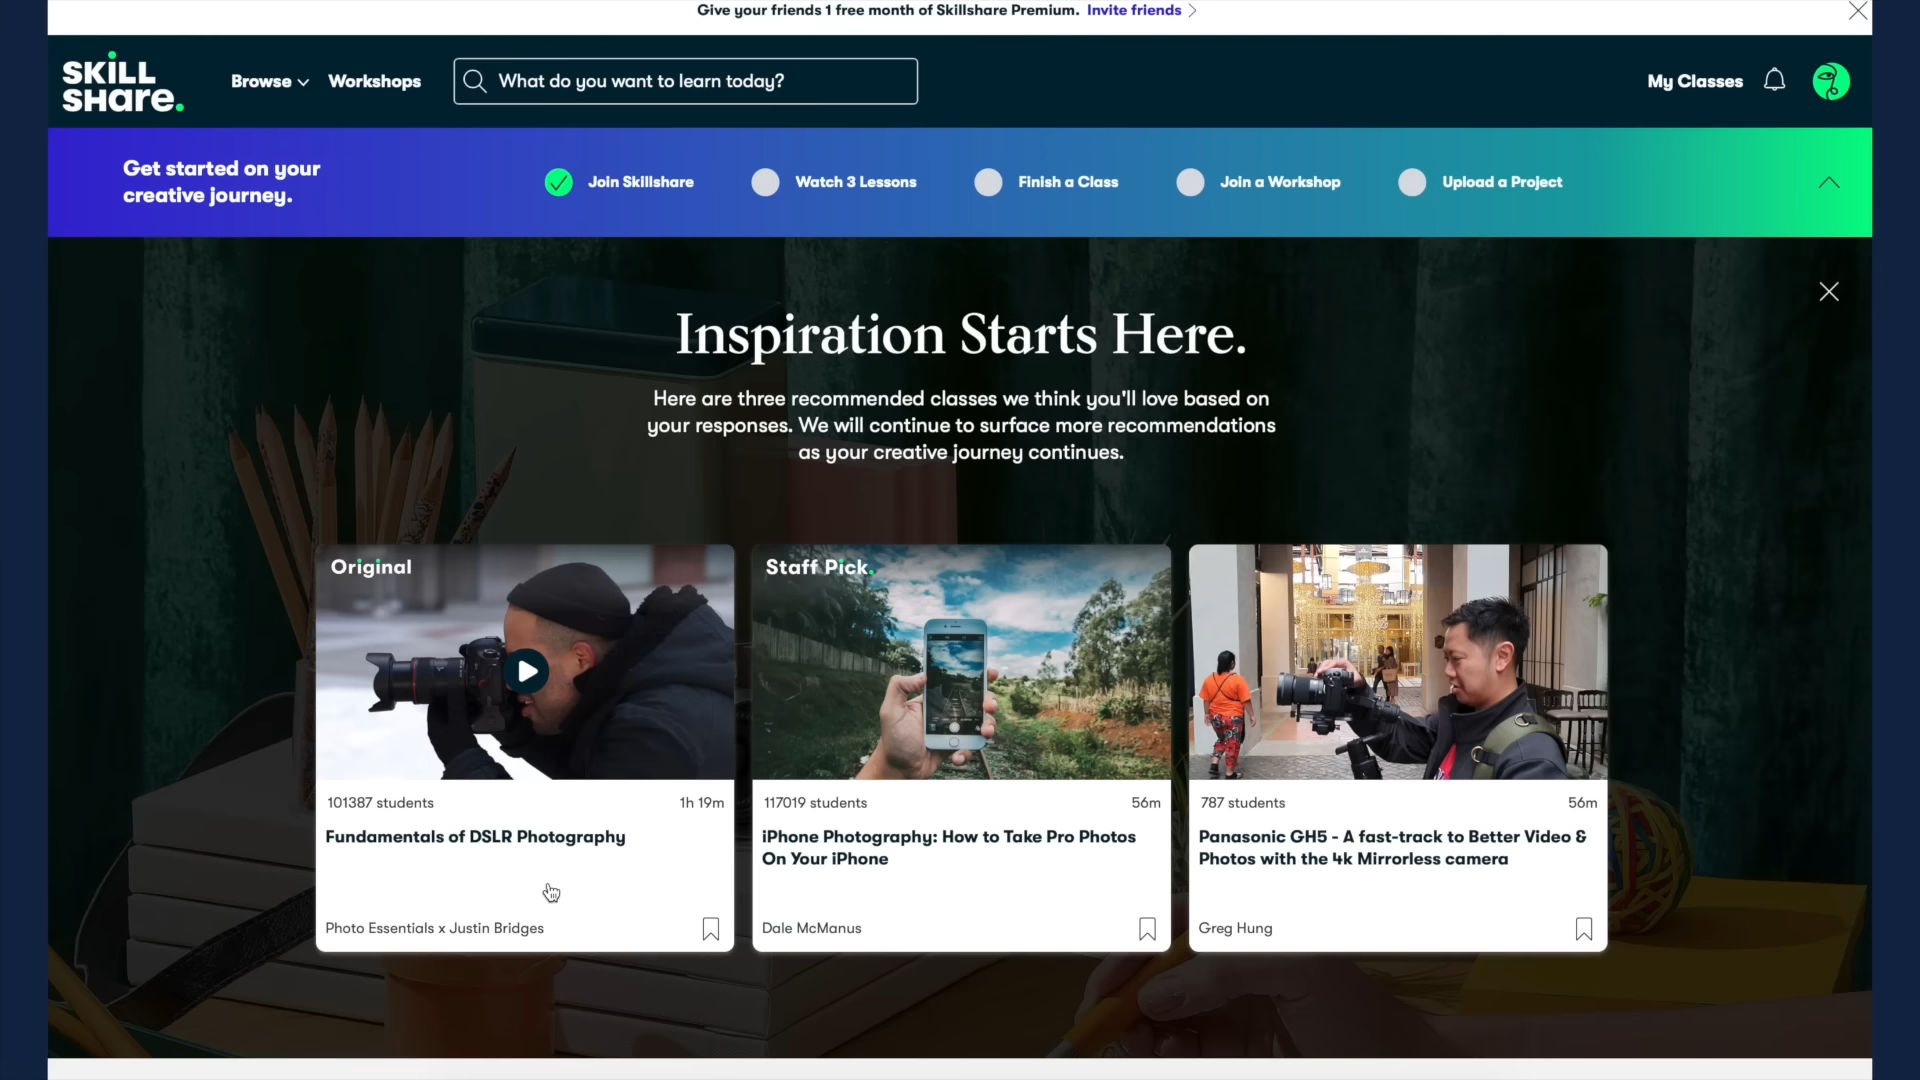 Give your friends 1 free month of Skillshare Premium. Invite friends
SKiLL
SHare.
Browse Workshops What do you want to learn today? My Classes
Get started on your
creative journey.
Join Skillshare Watch 3 Lessons Finish a Class Join a Workshop Upload a Project
Inspiration Starts Here.
Here are three recommended classes we think you'll love based on
your responses. We will continue to surface more recommendations
as your creative journey continues.
Original
101387 students 1h 19m
Fundamentals of DSLR Photography
Photo Essentials x Justin Bridges
Staff Pick.
117019 students 56m
iPhone Photography: How to Take Pro Photos
On Your iPhone
Dale McManus
787 students 56m
Panasonic GH5 - A fast-track to Better Video &
Photos with the 4k Mirrorless camera
Greg Hung